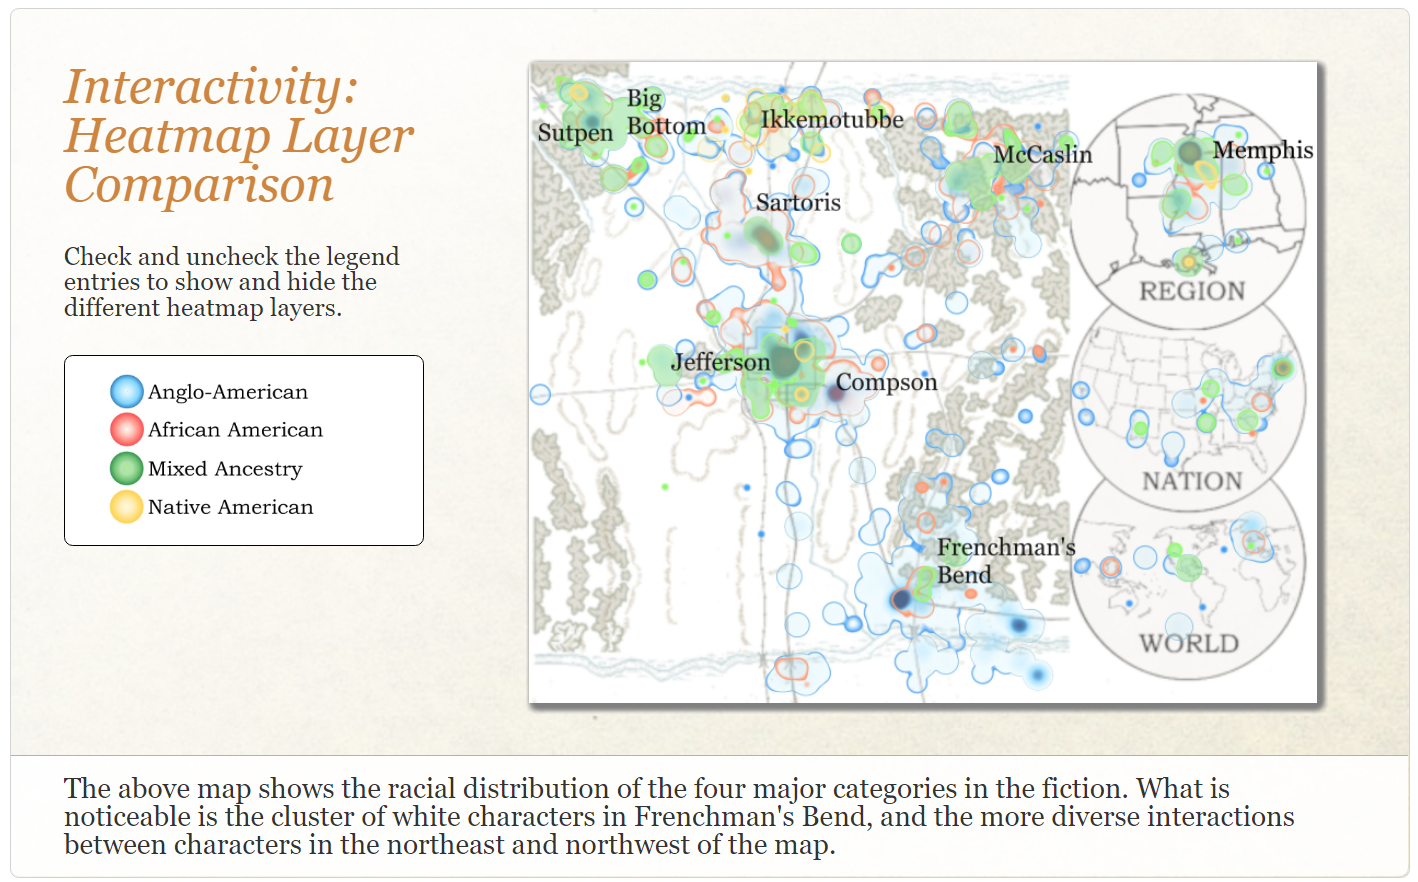 Interactivity:
Heatmap Layer
Comparison
Check and uncheck the legend
entries to show and hide the
different heatmap layers.
Anglo-American
African American
Mixed Ancestry
Native American
Sutpen
Big
Bottom
Ikkemotubbe
McCaslin
Sartoris
Jefferson
Compson
Frenchman's
Bend
Memphis
REGION
NATION
WORLD
The above map shows the racial distribution of the four major categories in the fiction. What is
noticeable is the cluster of white characters in Frenchman's Bend, and the more diverse interactions
between characters in the northeast and northwest of the map.